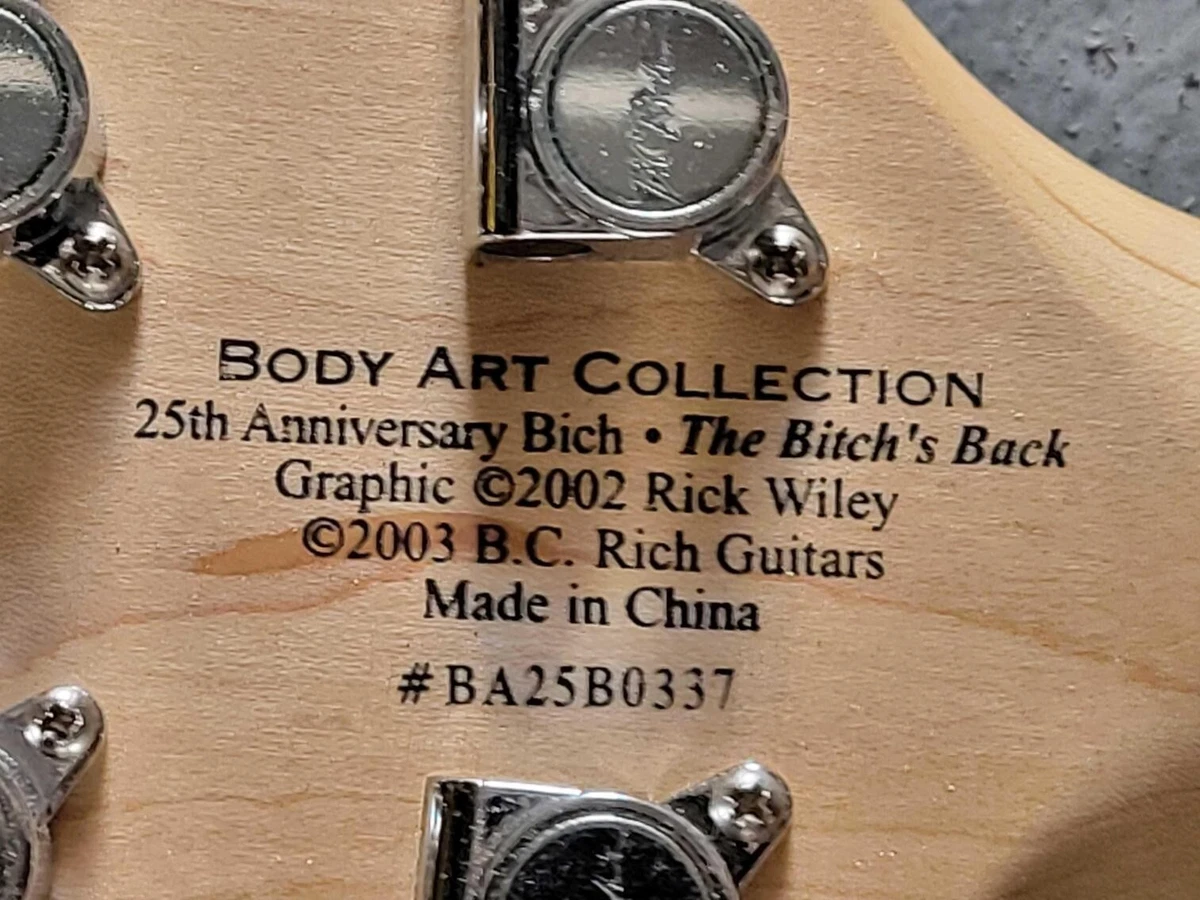 BODY ART COLLECTION
25th Anniversary Bich • The Bitch's Back
Graphic ©2002 Rick Wiley
©2003 B.C. Rich Guitars
Made in China
#BA25B0337